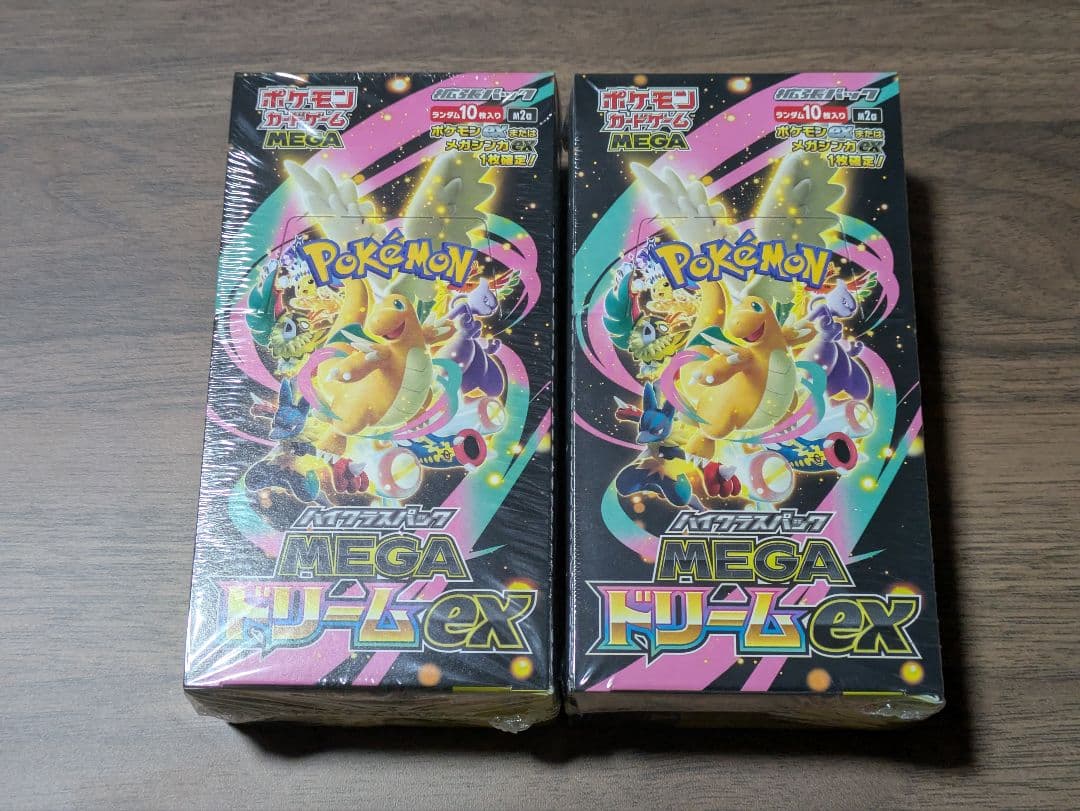 ポケモン
カードゲーム
MEGA
拡張パック
ランダム10枚入り
m2a
ポケモンexまたは
メガシンカex
1枚確定!
POKéMON
ハイクラスパック
MEGA
ドリームex
ポケモン
カードゲーム
MEGA
拡張パック
ランダム10枚入り
m2a
ポケモンexまたは
メガシンカex
1枚確定!
POKéMON
ハイクラスパック
MEGA
ドリームex